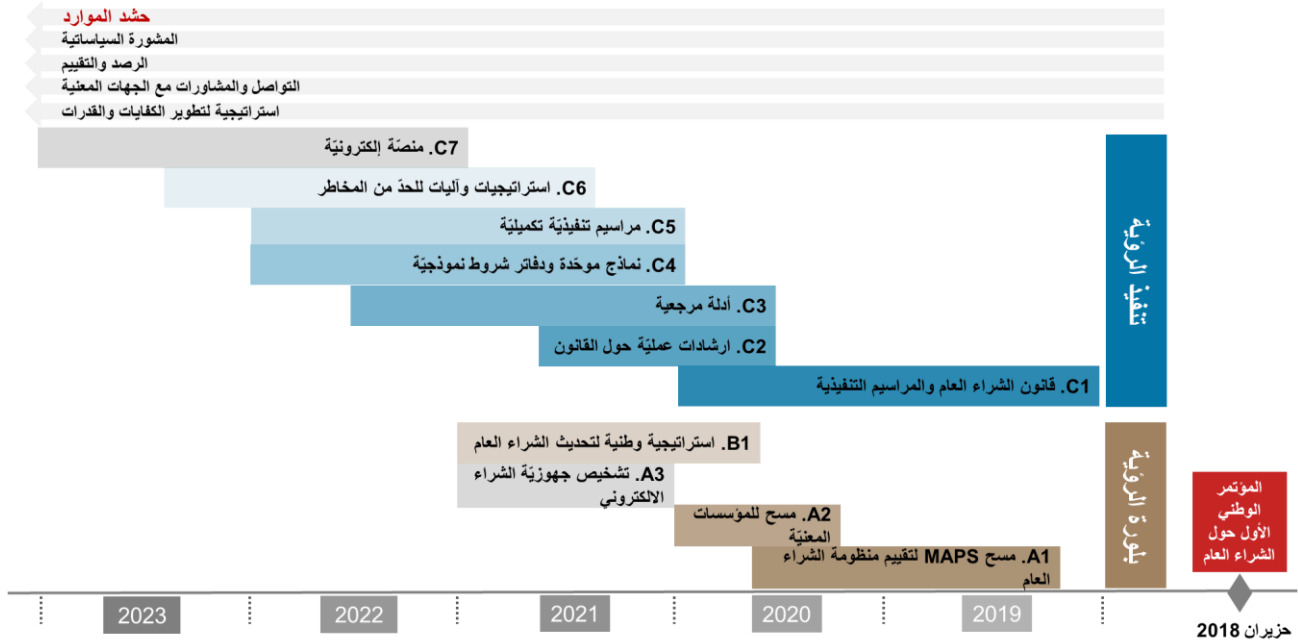 حشد الموارد
المشورة السياساتية
الرصد والتقييم
التواصل والمشاورات مع الجهات المعنية
استراتيجية لتطوير الكفايات والقدرات
تنفيذ الرؤية
C7. منصّة إلكترونيّة
C6. استراتيجيات وآليات للحدّ من المخاطر
C5. مراسيم تنفيذيّة تكميليّة
C4. نماذج موحّدة ودفاتر شروط نموذجيّة
C3. أدلة مرجعية
C2. ارشادات عمليّة حول القانون
C1. قانون الشراء العام والمراسيم التنفيذية
بلورة الرؤية
B1. استراتيجية وطنية لتحديث الشراء العام
A3. تشخيص جهوزيّة الشراء
الالكتروني
A2. مسح للمؤسسات
المعنيّة
A1. مسح MAPS لتقييم منظومة الشراء
العام
المؤتمر
الوطني
الأول حول
الشراء العام
حزيران 2018
2019
2020
2021
2022
2023